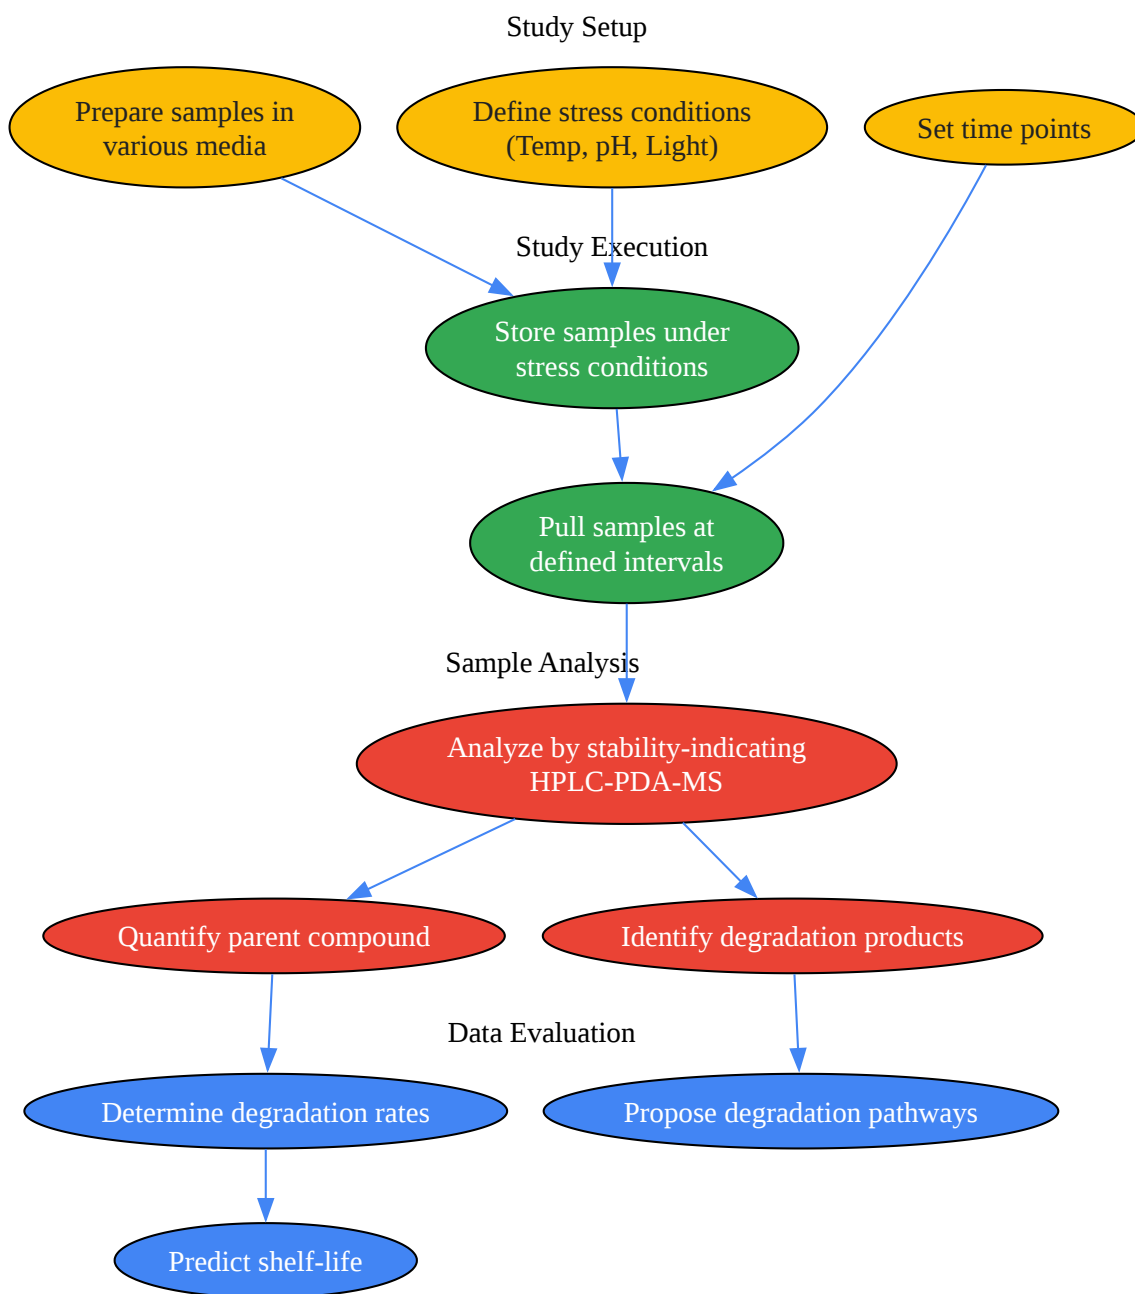 Study Setup
Prepare samples in
various media
Define stress conditions
(Temp, pH, Light)
Set time points
Study Execution
Store samples under
stress conditions
Pull samples at
defined intervals
Sample Analysis
Analyze by stability-indicating
HPLC-PDA-MS
Quantify parent compound
Identify degradation products
Data Evaluation
Determine degradation rates
Propose degradation pathways
Predict shelf-life